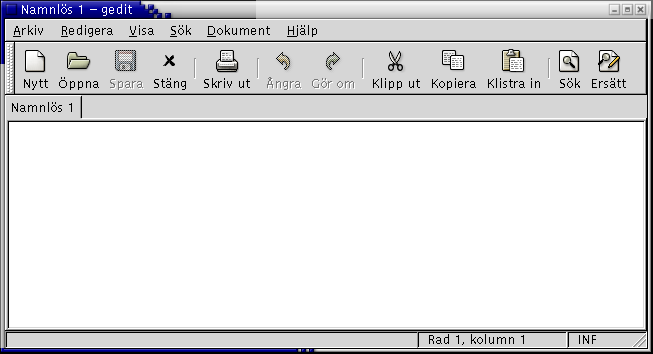 Namnlös 1 – gedit
Arkiv Redigera Visa Sök Dokument Hjälp
Nytt Öppna Spara Stäng Skriv ut Ångra Gör om Klipp ut Kopiera Klistra in Sök Ersätt
Namnlös 1
Rad 1, kolumn 1 INF